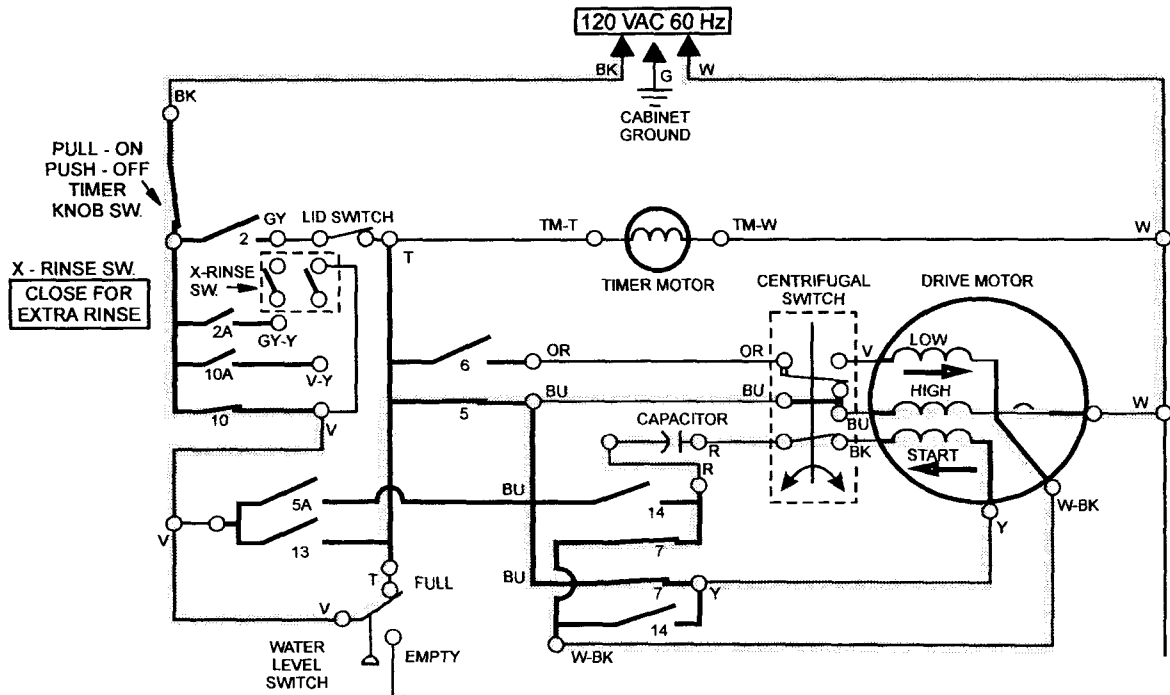 120 VAC 60 Hz
BK
G
W
CABINET
GROUND
BK
PULL - ON
PUSH - OFF
TIMER
KNOB SW.
GY
LID SWITCH
2
T
TM-T
TM-W
TIMER MOTOR
W
X - RINSE SW.
CLOSE FOR
EXTRA RINSE
X-RINSE
SW.
2A
GY-Y
10A
V-Y
10
V
CENTRIFUGAL
SWITCH
DRIVE MOTOR
6
OR
OR
V
LOW
5
BU
BU
BU
HIGH
W
CAPACITOR
R
R
BK
START
5A
BU
14
W-BK
V
13
7
Y
T
FULL
BU
7
Y
V
14
WATER
LEVEL
SWITCH
EMPTY
W-BK